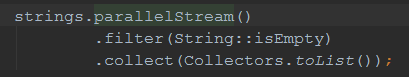 strings.parallelStream()
.filter(String::isEmpty)
.collect(Collectors.toList());